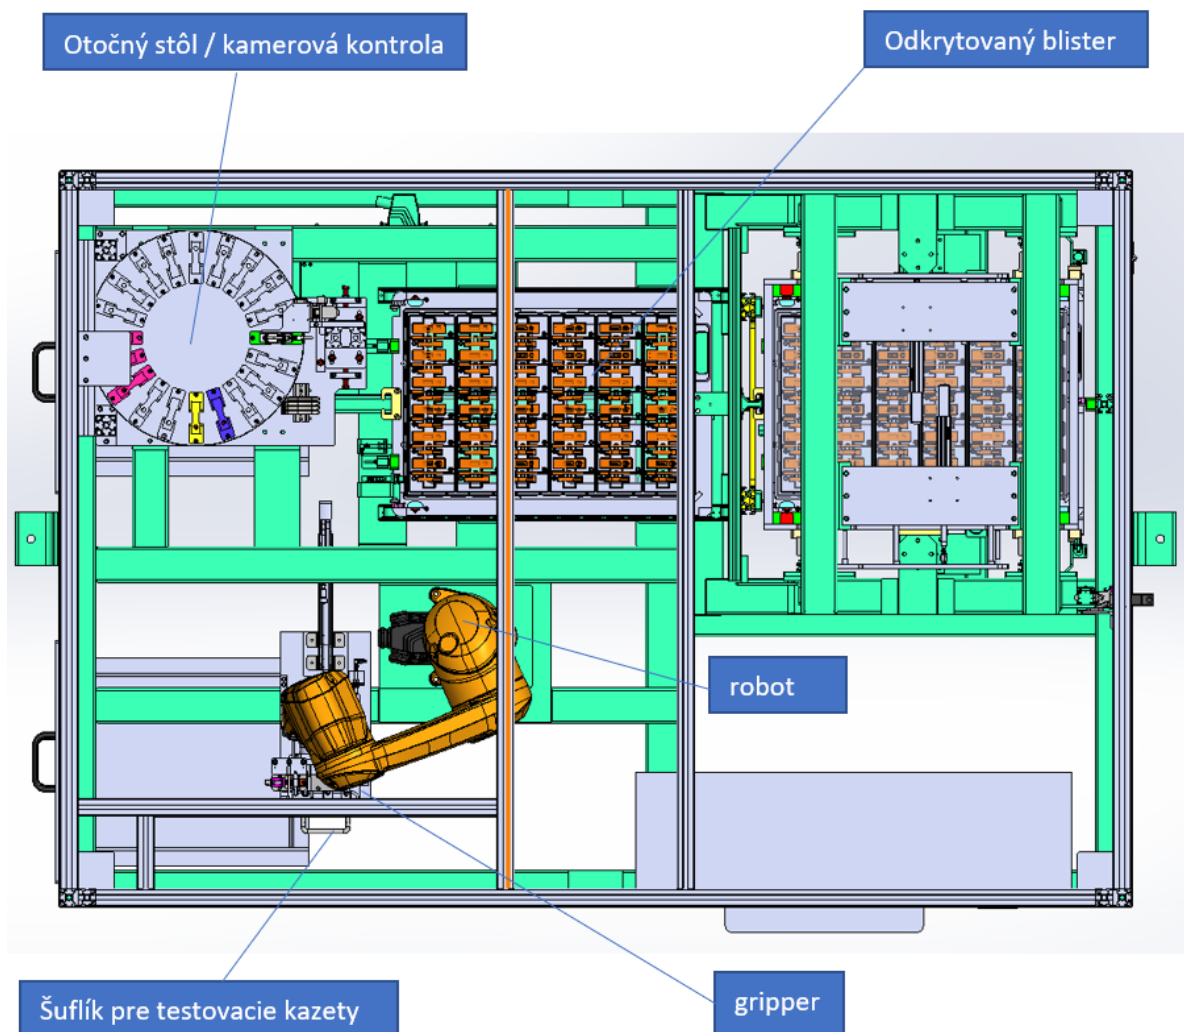 Otočný stôl / kamerová kontrola
Odkrytovaný blister
robot
Šuflík pre testovacie kazety
gripper